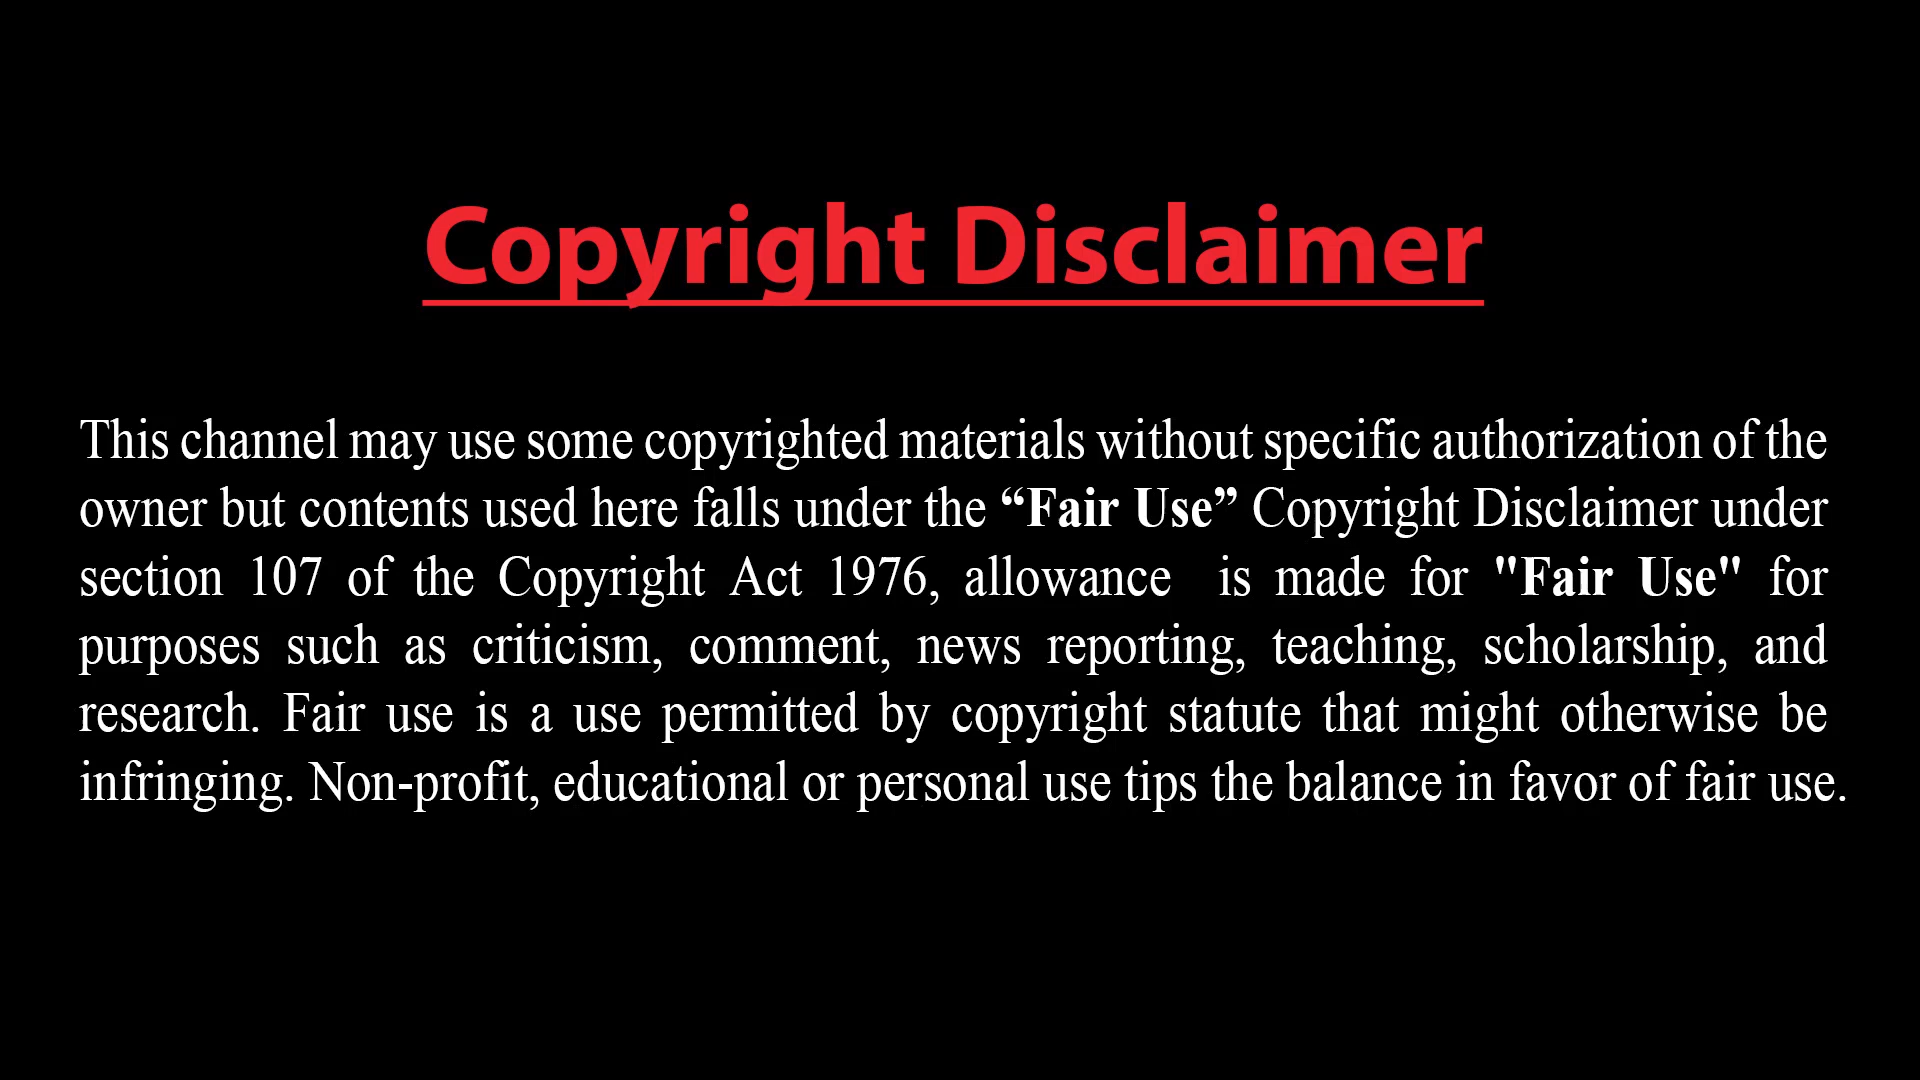 Copyright Disclaimer
This channel may use some copyrighted materials without specific authorization of the
owner but contents used here falls under the “Fair Use” Copyright Disclaimer under
section 107 of the Copyright Act 1976, allowance is made for "Fair Use" for
purposes such as criticism, comment, news reporting, teaching, scholarship, and
research. Fair use is a use permitted by copyright statute that might otherwise be
infringing. Non-profit, educational or personal use tips the balance in favor of fair use.